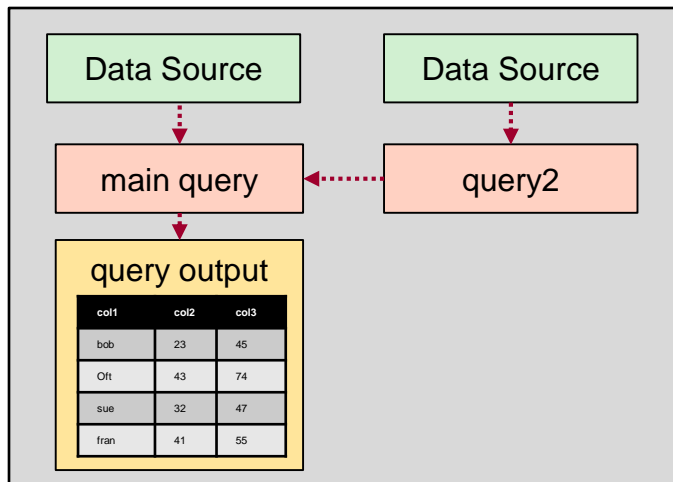 Data Source
Data Source
main query
query2
query output
col1 col2 col3
bob 23 45
Oft 43 74
sue 32 47
fran 41 55